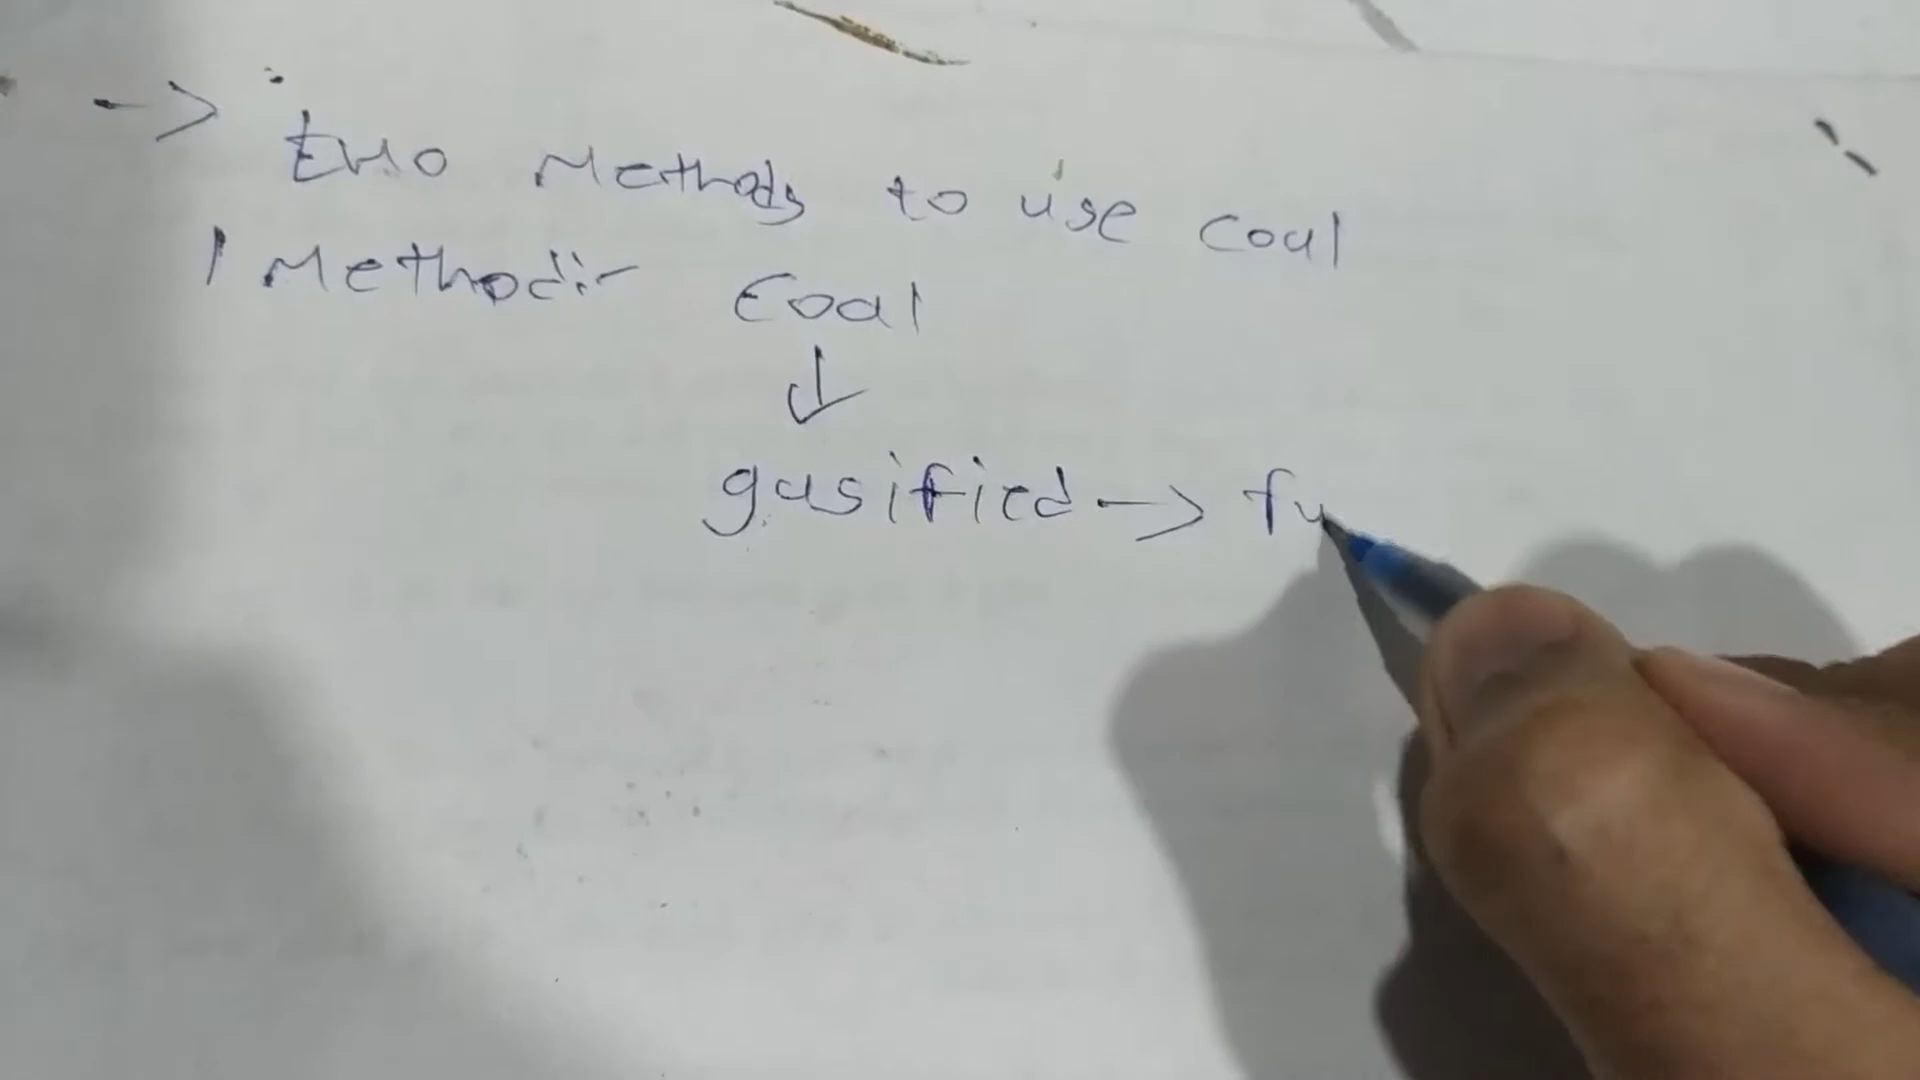 -> two Methods to use coal
1 Method:- Coal
↓
gasified -> fu